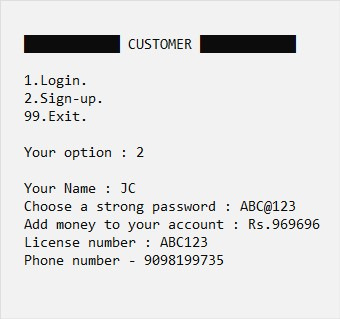 CUSTOMER
1.Login.
2.Sign-up.
99.Exit.
Your option : 2
Your Name : JC
Choose a strong password : ABC@123
Add money to your account : Rs.969696
License number : ABC123
Phone number - 9098199735